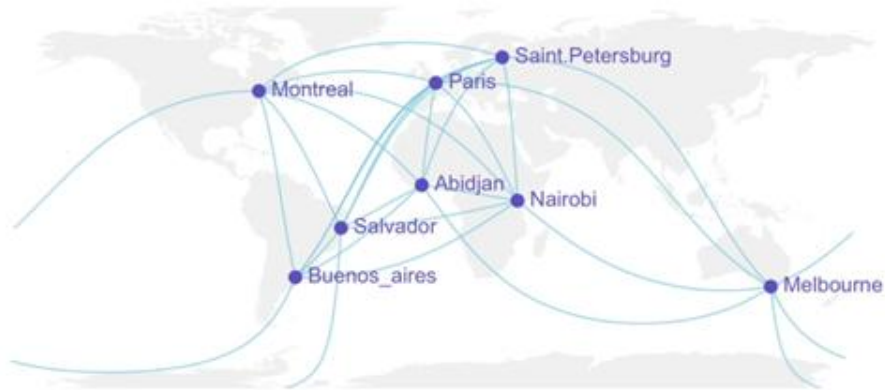 Saint.Petersburg
Paris
Montreal
Abidjan
Nairobi
Salvador
Buenos_aires
Melbourne